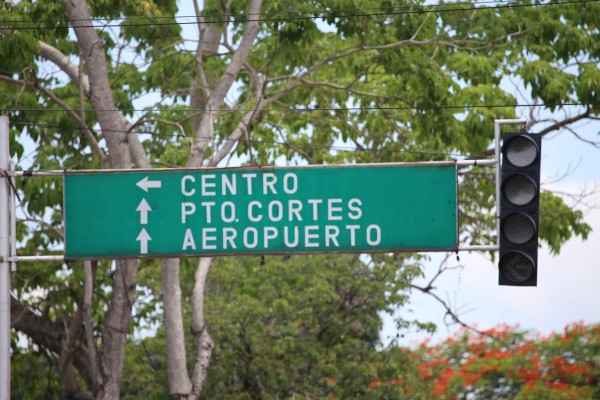 ← CENTRO
↑ PTO. CORTES
↑ AEROPUERTO